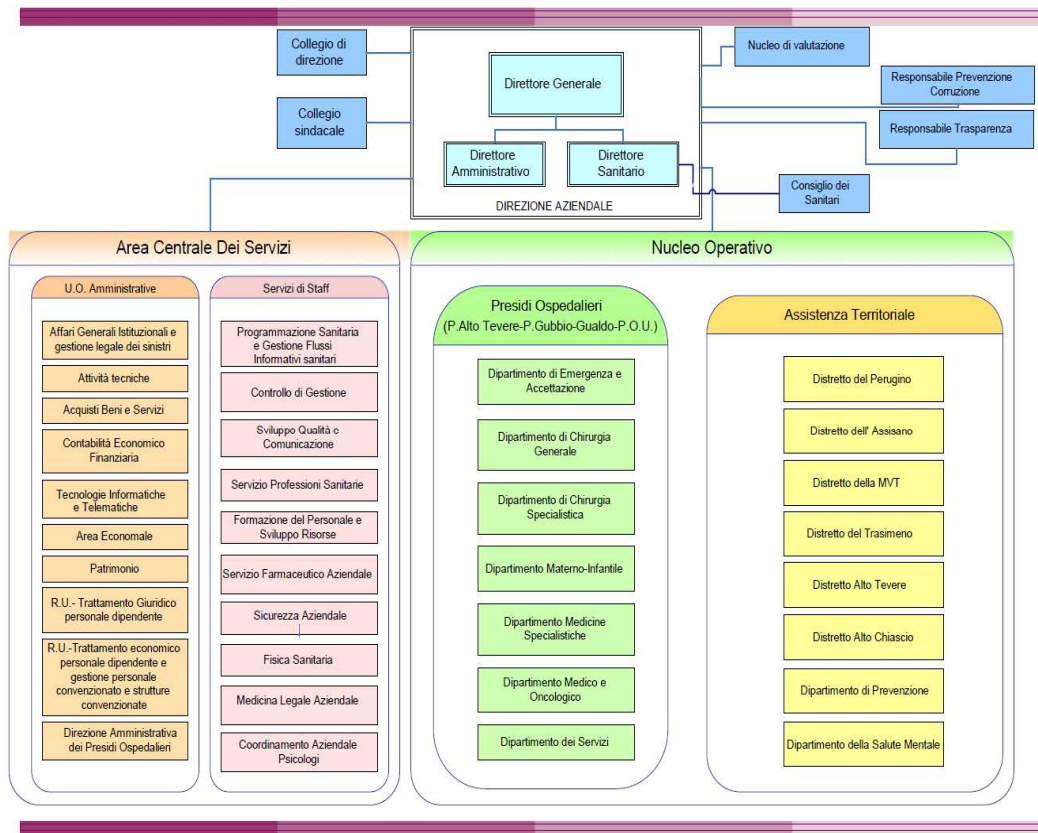 Collegio di
direzione
Collegio
sindacale
Direttore Generale
Direttore
Amministrativo
Direttore
Sanitario
DIREZIONE AZIENDALE
Nucleo di valutazione
Responsabile Prevenzione
Corruzione
Responsabile Trasparenza
Consiglio dei
Sanitari
Area Centrale Dei Servizi
U.O. Amministrative
Affari Generali Istituzionali e
gestione legale dei sinistri
Attività tecniche
Acquisti Beni e Servizi
Contabilità Economico
Finanziaria
Tecnologie Informatiche
e Telematiche
Area Economale
Patrimonio
R.U.- Trattamento Giuridico
personale dipendente
R.U.-Trattamento economico
personale dipendente e
gestione personale
convenzionato e strutture
convenzionate
Direzione Amministrativa
dei Presidi Ospedalieri
Servizi di Staff
Programmazione Sanitaria
e Gestione Flussi
Informativi sanitari
Controllo di Gestione
Sviluppo Qualità e
Comunicazione
Servizio Professioni Sanitarie
Formazione del Personale e
Sviluppo Risorse
Servizio Farmaceutico Aziendale
Sicurezza Aziendale
Fisica Sanitaria
Medicina Legale Aziendale
Coordinamento Aziendale
Psicologi
Nucleo Operativo
Presidi Ospedalieri
(P.Alto Tevere-P.Gubbio-Gualdo-P.O.U.)
Dipartimento di Emergenza e
Accettazione
Dipartimento di Chirurgia
Generale
Dipartimento di Chirurgia
Specialistica
Dipartimento Materno-Infantile
Dipartimento Medicine
Specialistiche
Dipartimento Medico e
Oncologico
Dipartimento dei Servizi
Assistenza Territoriale
Distretto del Perugino
Distretto dell' Assisano
Distretto della MVT
Distretto del Trasimeno
Distretto Alto Tevere
Distretto Alto Chiascio
Dipartimento di Prevenzione
Dipartimento della Salute Mentale